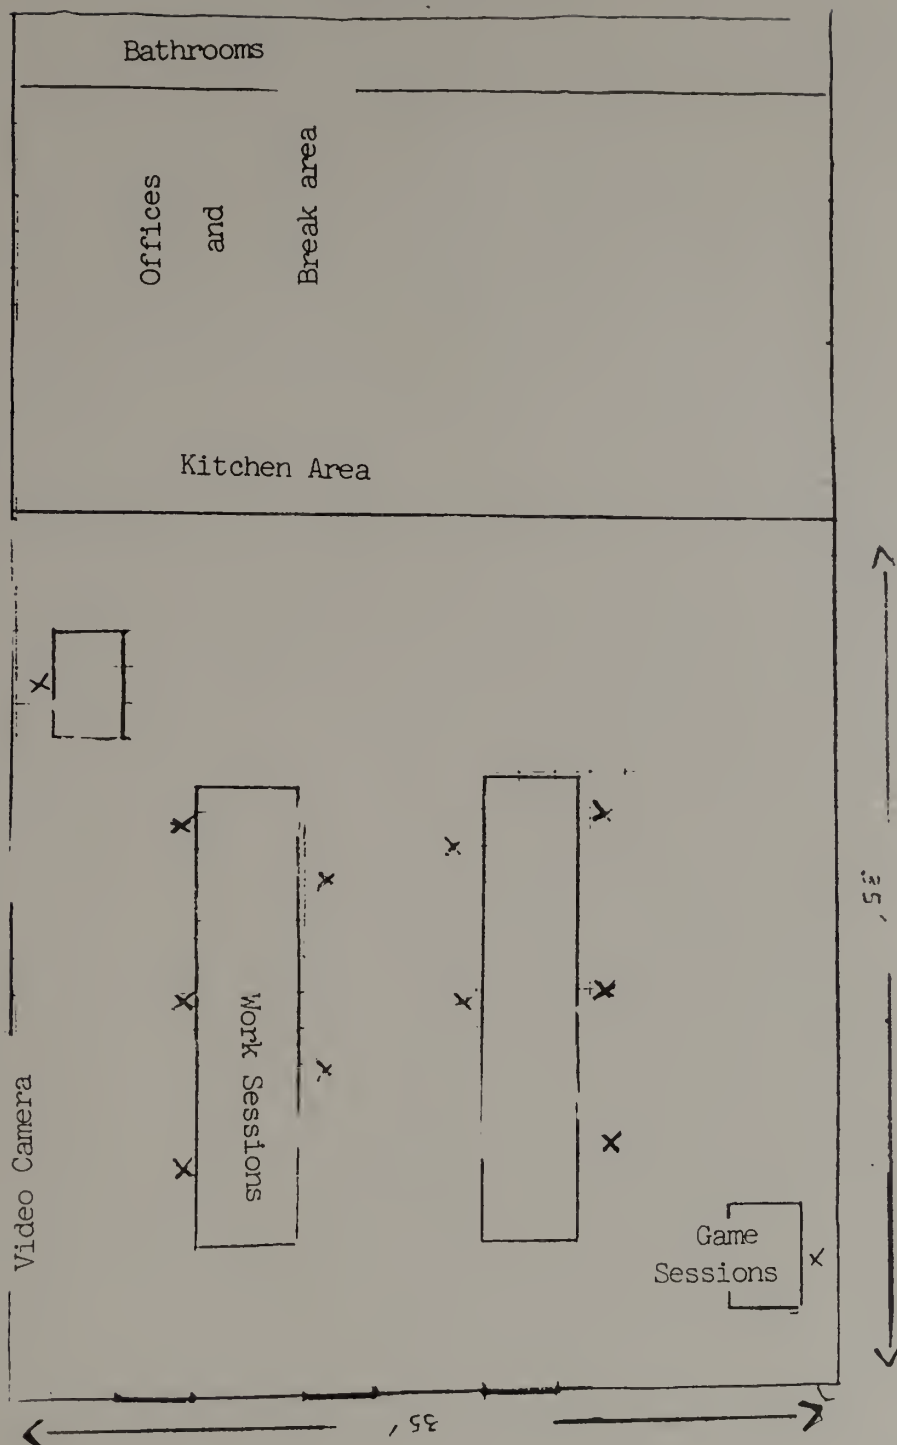 Bathrooms
Offices
and
Break area
Kitchen Area
Video Camera
Work Sessions
Game
Sessions
35'
35'